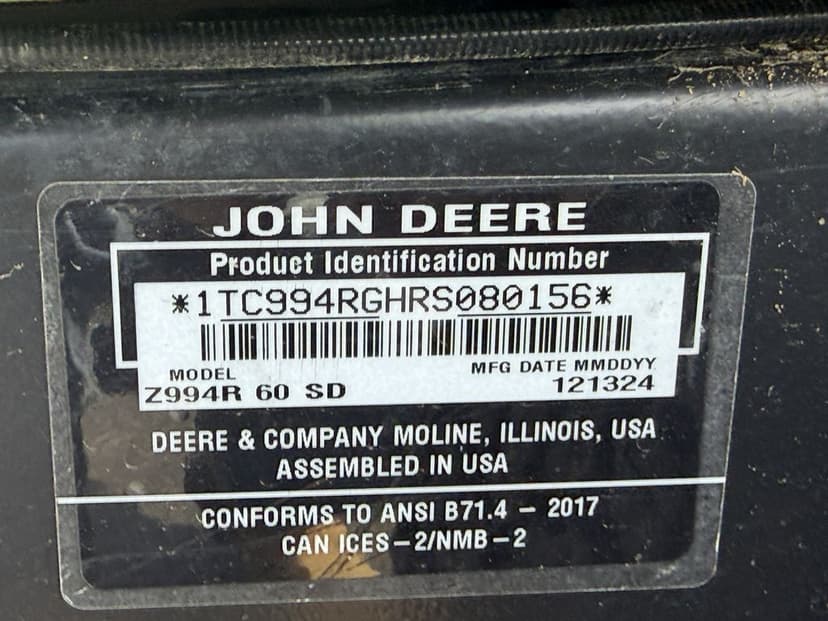 JOHN DEERE
Product Identification Number
*1TC994RGHRS080156*
MODEL
Z994R 60 SD
MFG DATE MMDDYY
121324
DEERE & COMPANY MOLINE, ILLINOIS, USA
ASSEMBLED IN USA
CONFORMS TO ANSI B71.4 – 2017
CAN ICES–2/NMB–2